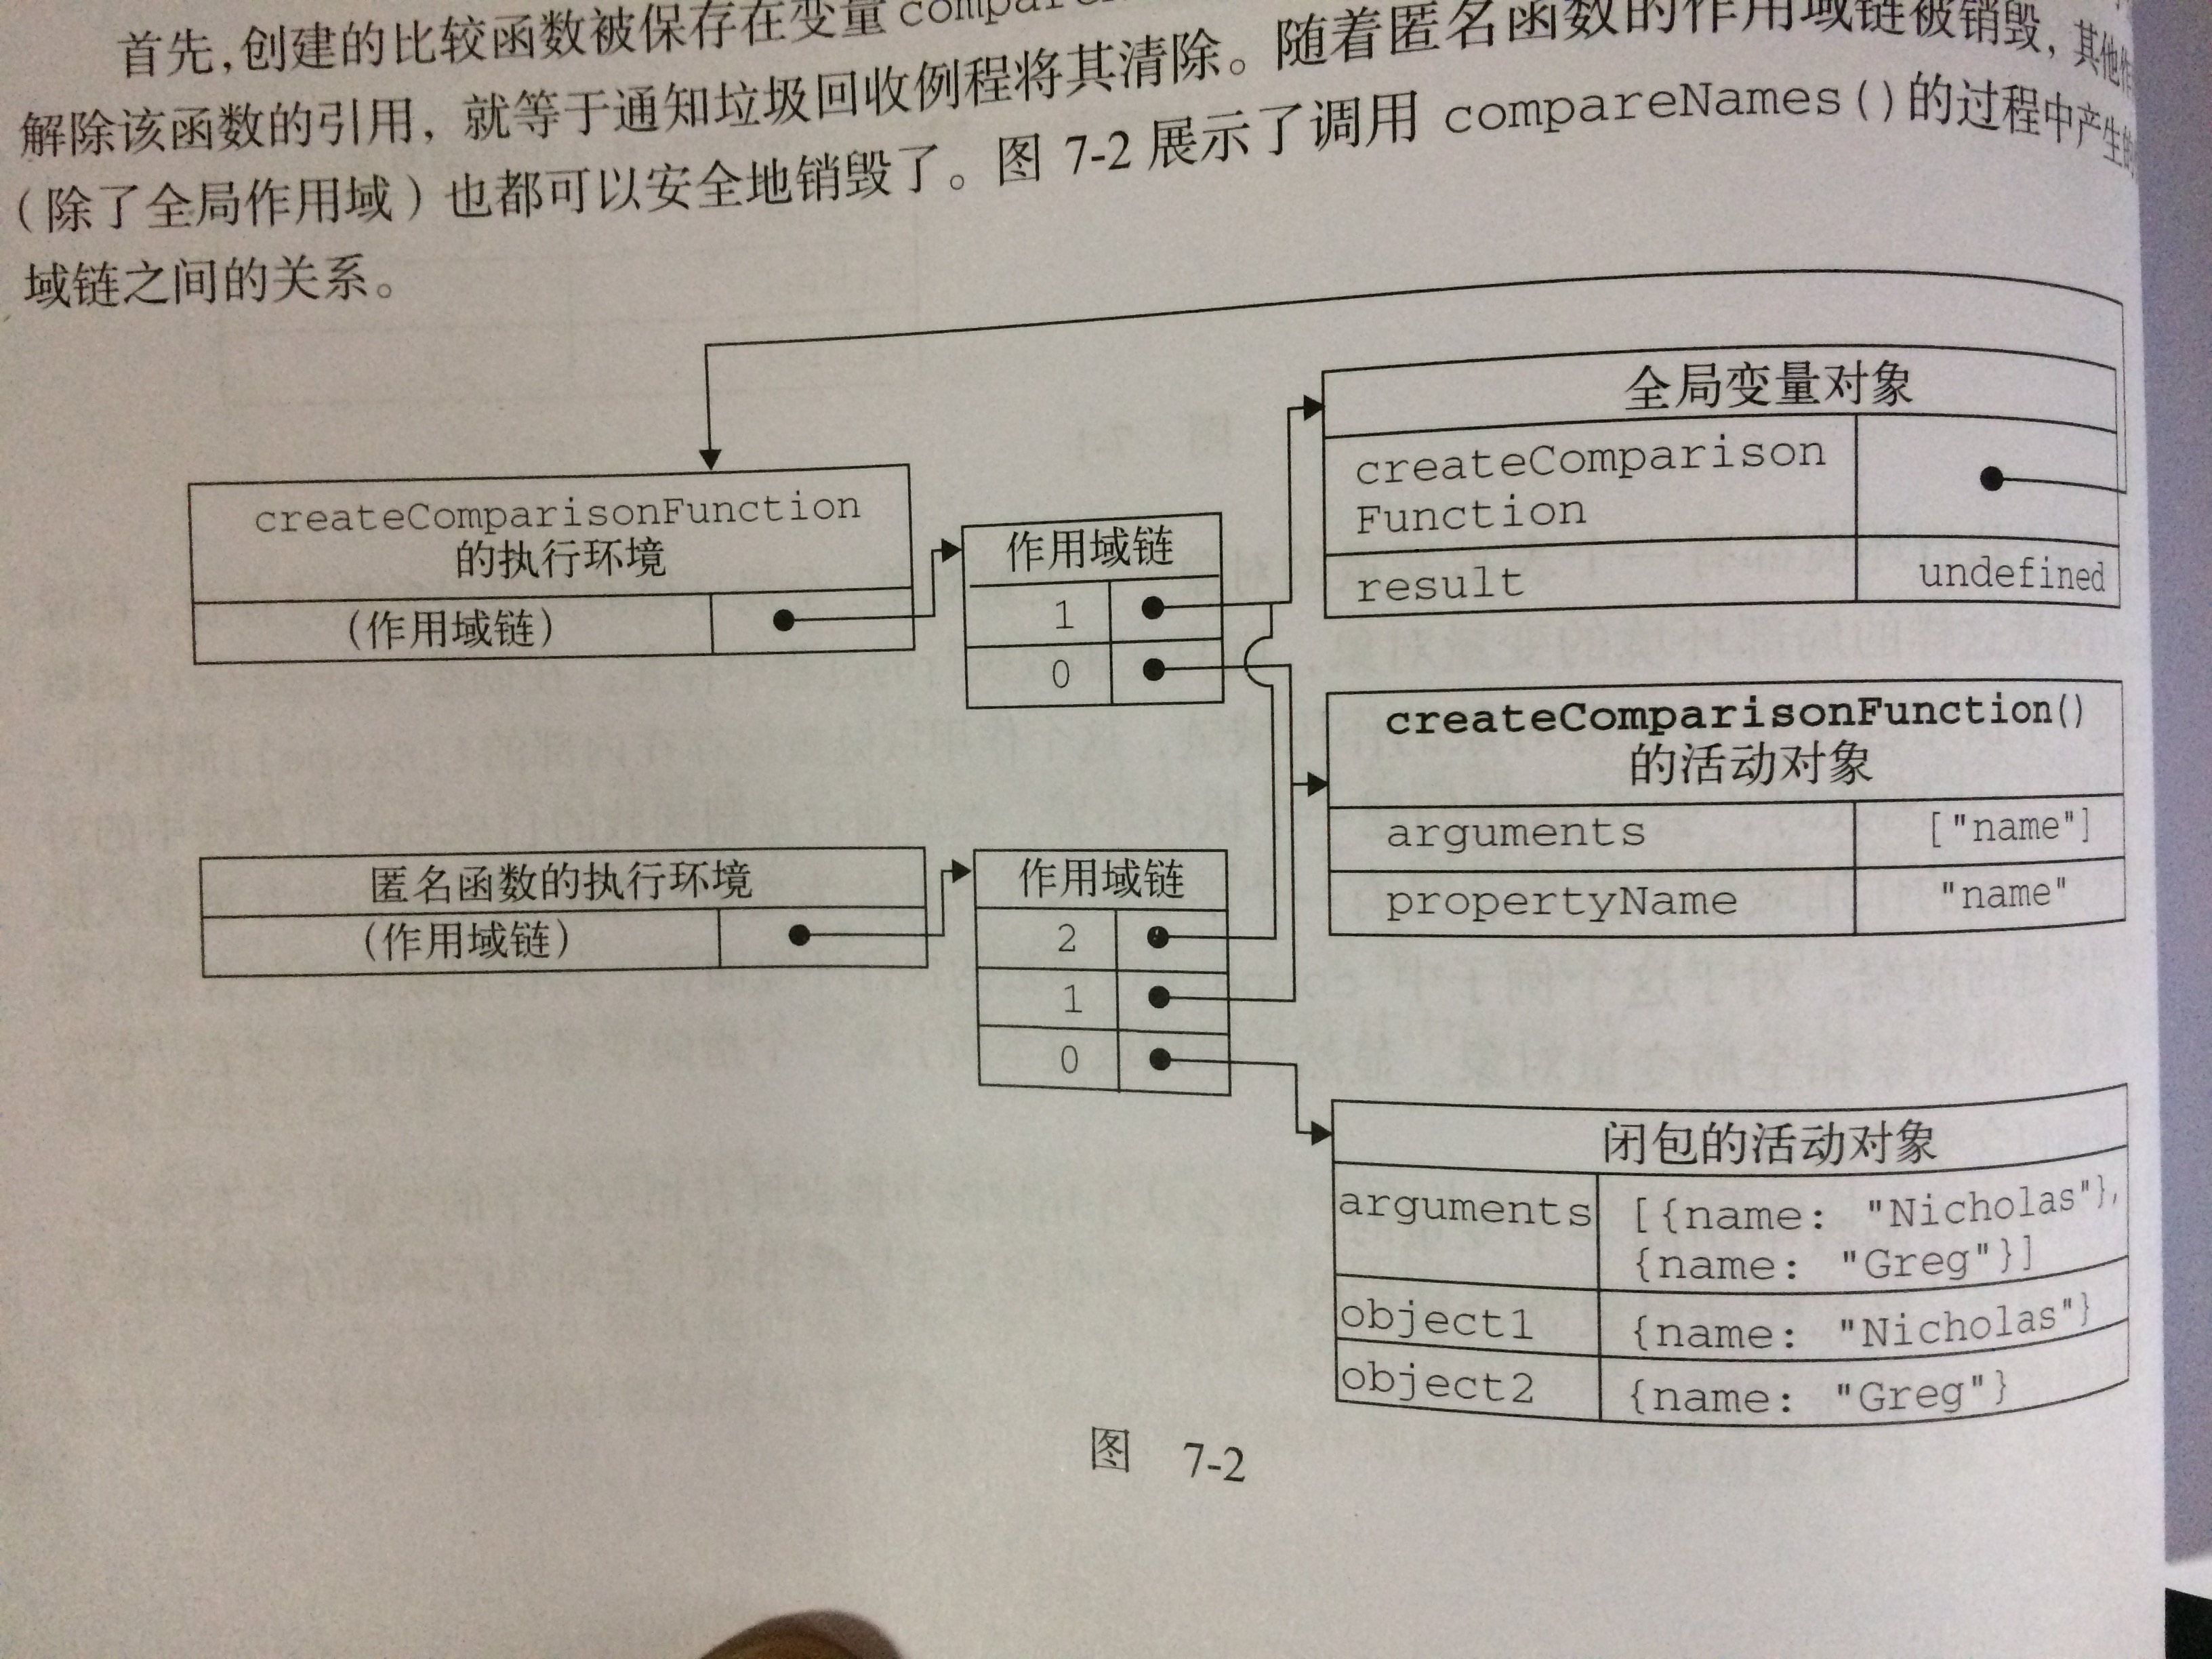 首先,创建的比较函数被保存在变量
解除该函数的引用，就等于通知垃圾回收例程将其清除。随着匿名函数的作用域链被销毁，其他
（除了全局作用域）也都可以安全地销毁了。图 7-2 展示了调用 compareNames()的过程中产生
域链之间的关系。
createComparisonFunction
的执行环境
（作用域链）
作用域链
1
0
全局变量对象
createComparison
Function
result
undefined
createComparisonFunction()
的活动对象
arguments
["name"]
propertyName
"name"
匿名函数的执行环境
（作用域链）
作用域链
2
1
0
闭包的活动对象
arguments
[{name: "Nicholas"},
{name: "Greg"}]
object1
{name: "Nicholas"}
object2
{name: "Greg"}
图 7-2